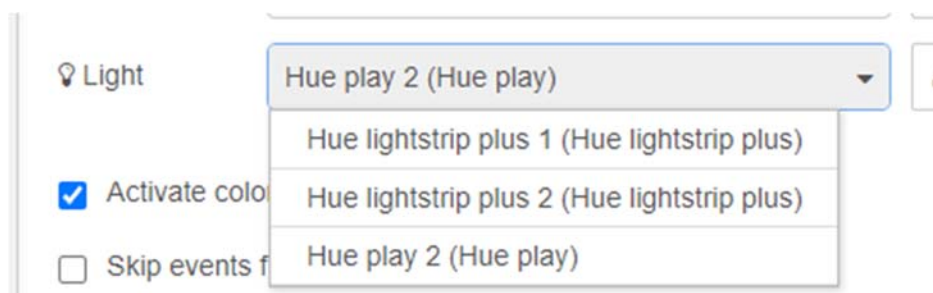 Light
Hue play 2 (Hue play)
Hue lightstrip plus 1 (Hue lightstrip plus)
Activate
Hue lightstrip plus 2 (Hue lightstrip plus)
Skip events
Hue play 2 (Hue play)